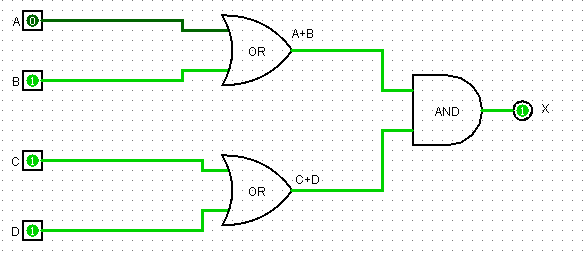 A 0
OR
A+B
B 1
AND
1 X
C 1
OR
C+D
D 1